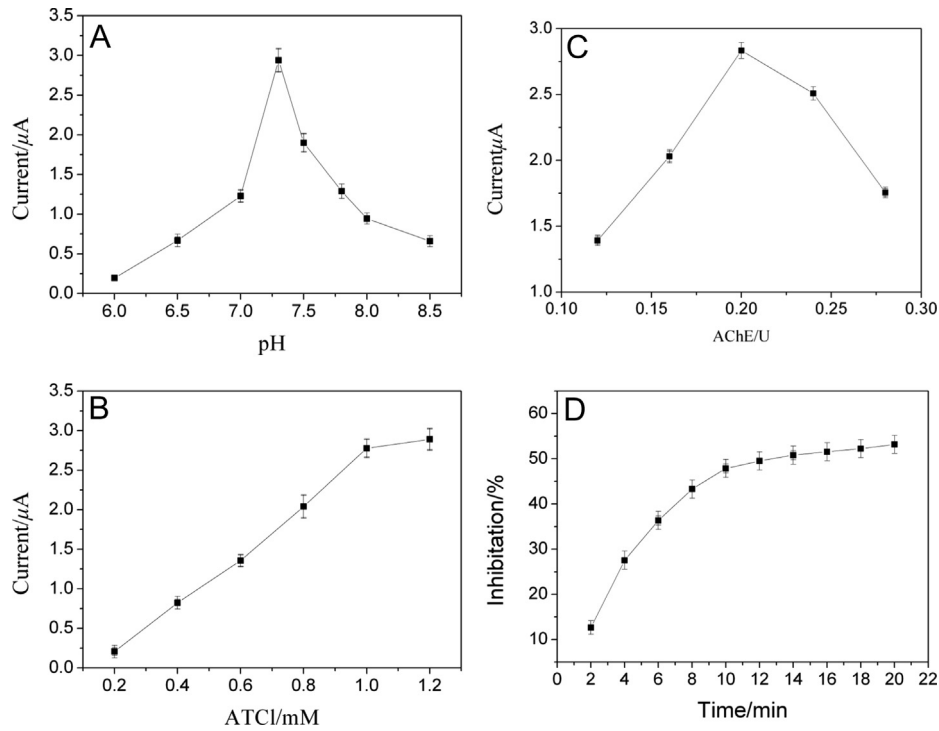 A
3.5
3.0
2.5
2.0
1.5
1.0
0.5
0.0
Current/μA
6.0 6.5 7.0 7.5 8.0 8.5
pH
C
3.0
2.5
2.0
1.5
1.0
CurrentμA
0.10 0.15 0.20 0.25 0.30
AChE/U
B
3.5
3.0
2.5
2.0
1.5
1.0
0.5
0.0
Current/μA
0.2 0.4 0.6 0.8 1.0 1.2
ATCl/mM
D
60
50
40
30
20
10
Inhibitation/%
0 2 4 6 8 10 12 14 16 18 20 22
Time/min